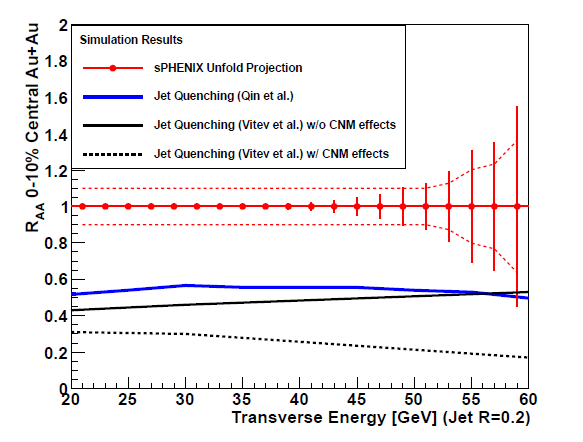 2
1.8
1.6
1.4
1.2
1
0.8
0.6
0.4
0.2
0
R_AA 0-10% Central Au+Au
Simulation Results
sPHENIX Unfold Projection
Jet Quenching (Qin et al.)
Jet Quenching (Vitev et al.) w/o CNM effects
Jet Quenching (Vitev et al.) w/ CNM effects
20 25 30 35 40 45 50 55 60
Transverse Energy [GeV] (Jet R=0.2)